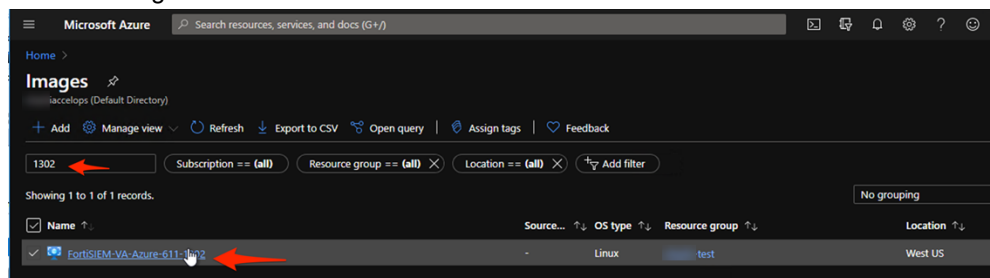 Microsoft Azure Search resources, services, and docs (G+/)
Home >
Images
iaccelops (Default Directory)
+ Add Manage view Refresh Export to CSV Open query | Assign tags | Feedback
1302 Subscription == (all) Resource group == (all) × Location == (all) × Add filter
Showing 1 to 1 of 1 records. No grouping
Name ↑↓ Source... ↑↓ OS type ↑↓ Resource group ↑↓ Location ↑↓
FortiSIEM-VA-Azure-611-1302 - Linux test West US